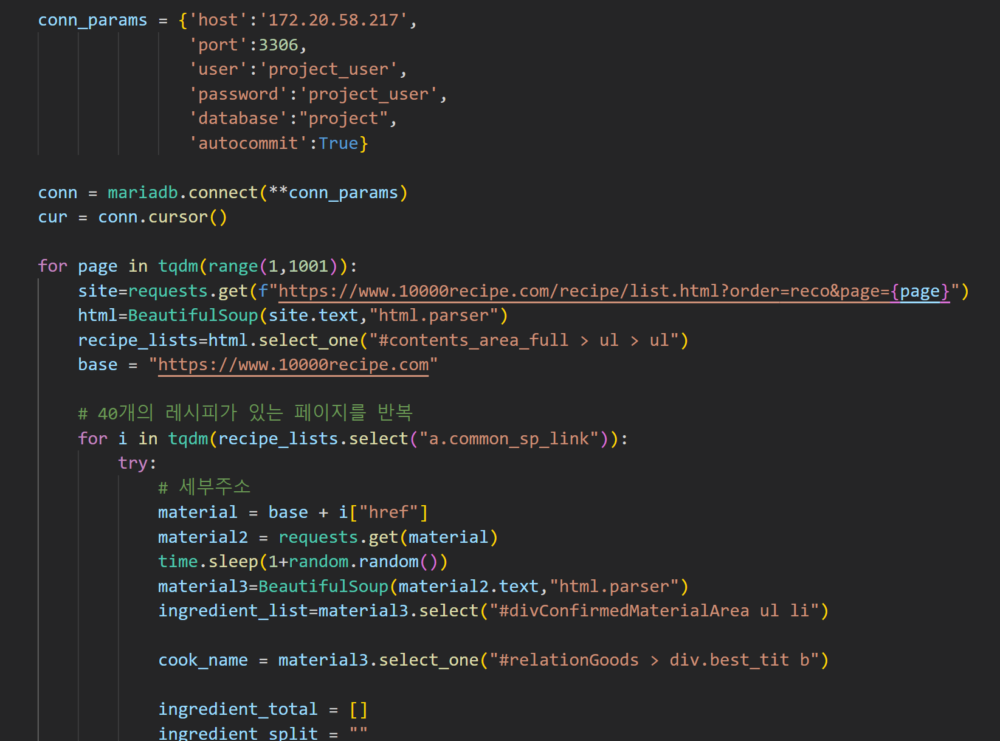 conn_params = {'host':'172.20.58.217',
'port':3306,
'user':'project_user',
'password':'project_user',
'database':"project",
'autocommit':True}
conn = mariadb.connect(**conn_params)
cur = conn.cursor()
for page in tqdm(range(1,1001)):
site=requests.get(f"https://www.10000recipe.com/recipe/list.html?order=reco&page={page}")
html=BeautifulSoup(site.text,"html.parser")
recipe_lists=html.select_one("#contents_area_full > ul > ul")
base = "https://www.10000recipe.com"
# 40개의 레시피가 있는 페이지를 반복
for i in tqdm(recipe_lists.select("a.common_sp_link")):
try:
# 세부주소
material = base + i["href"]
material2 = requests.get(material)
time.sleep(1+random.random())
material3=BeautifulSoup(material2.text,"html.parser")
ingredient_list=material3.select("#divConfirmedMaterialArea ul li")
cook_name = material3.select_one("#relationGoods > div.best_tit b")
ingredient_total = []
ingredient_split = ""